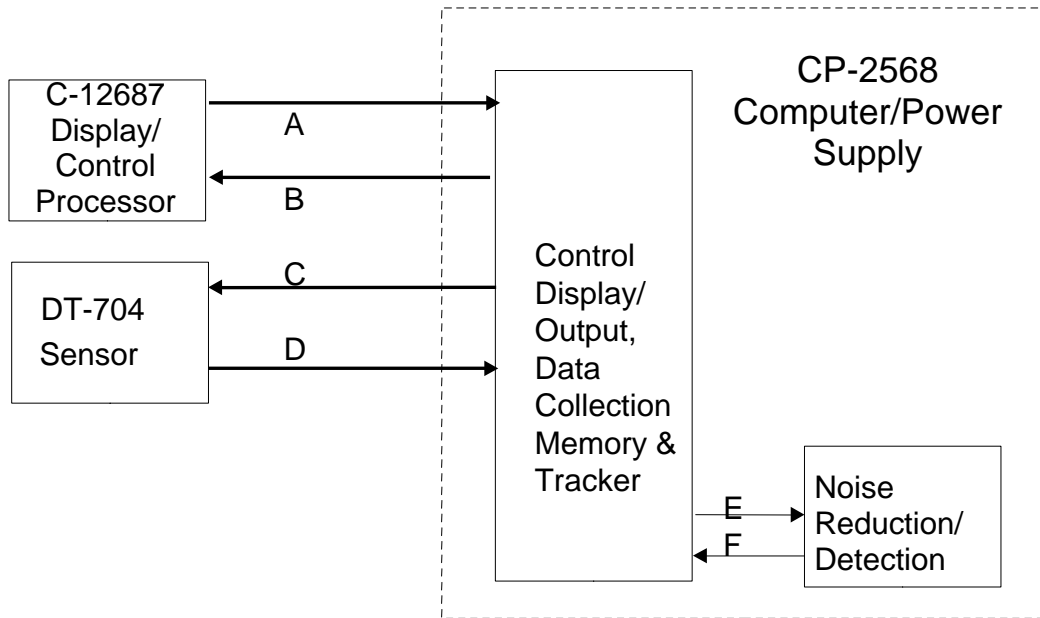 C-12687
Display/
Control
Processor
A
B
DT-704
Sensor
C
D
Control
Display/
Output,
Data
Collection
Memory &
Tracker
CP-2568
Computer/Power
Supply
E
F
Noise
Reduction/
Detection